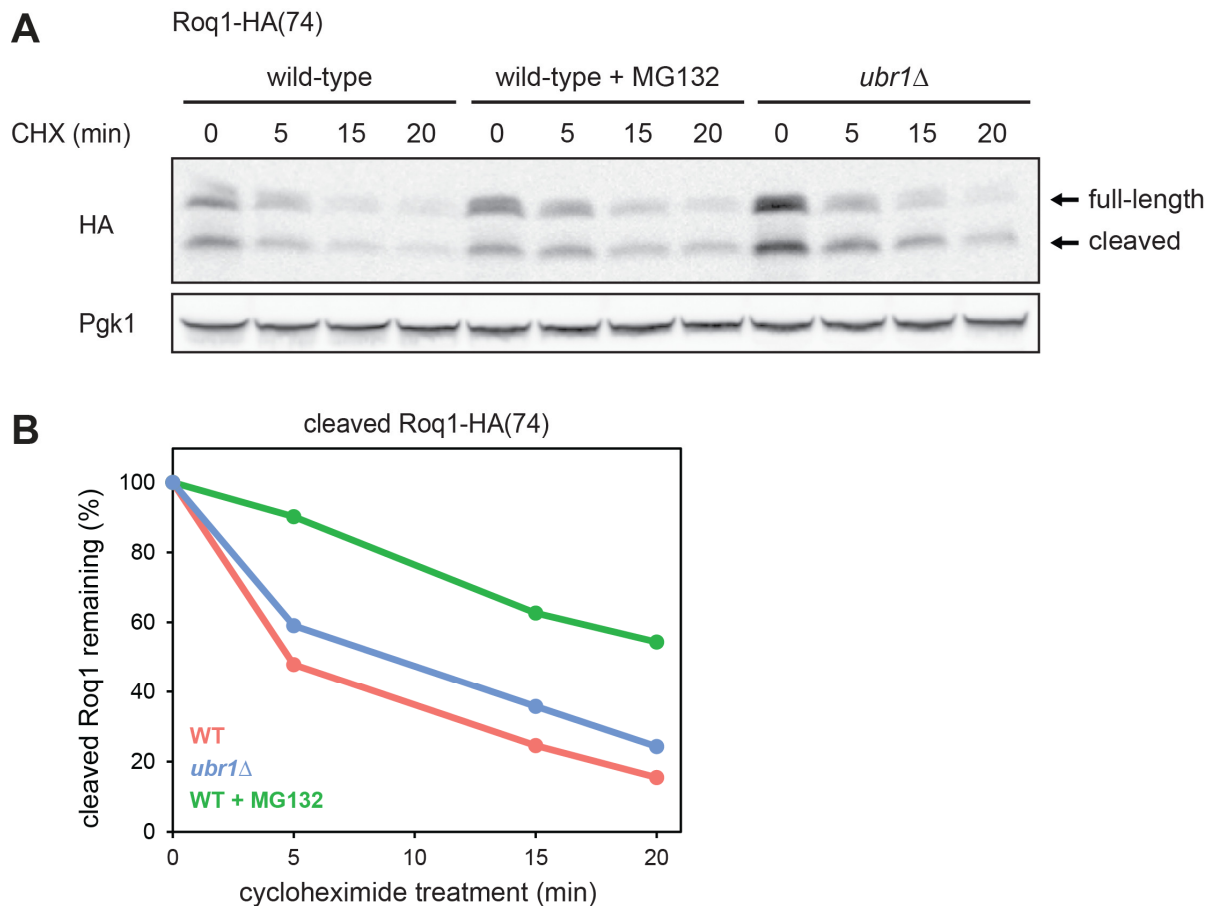 A
Roq1-HA(74)
wild-type wild-type + MG132 ubr1Δ
CHX (min) 0 5 15 20 0 5 15 20 0 5 15 20
HA
full-length
cleaved
Pgk1
B
cleaved Roq1-HA(74)
cleaved Roq1 remaining (%)
100
80
60
40
20
0
WT
ubr1Δ
WT + MG132
0 5 10 15 20
cycloheximide treatment (min)